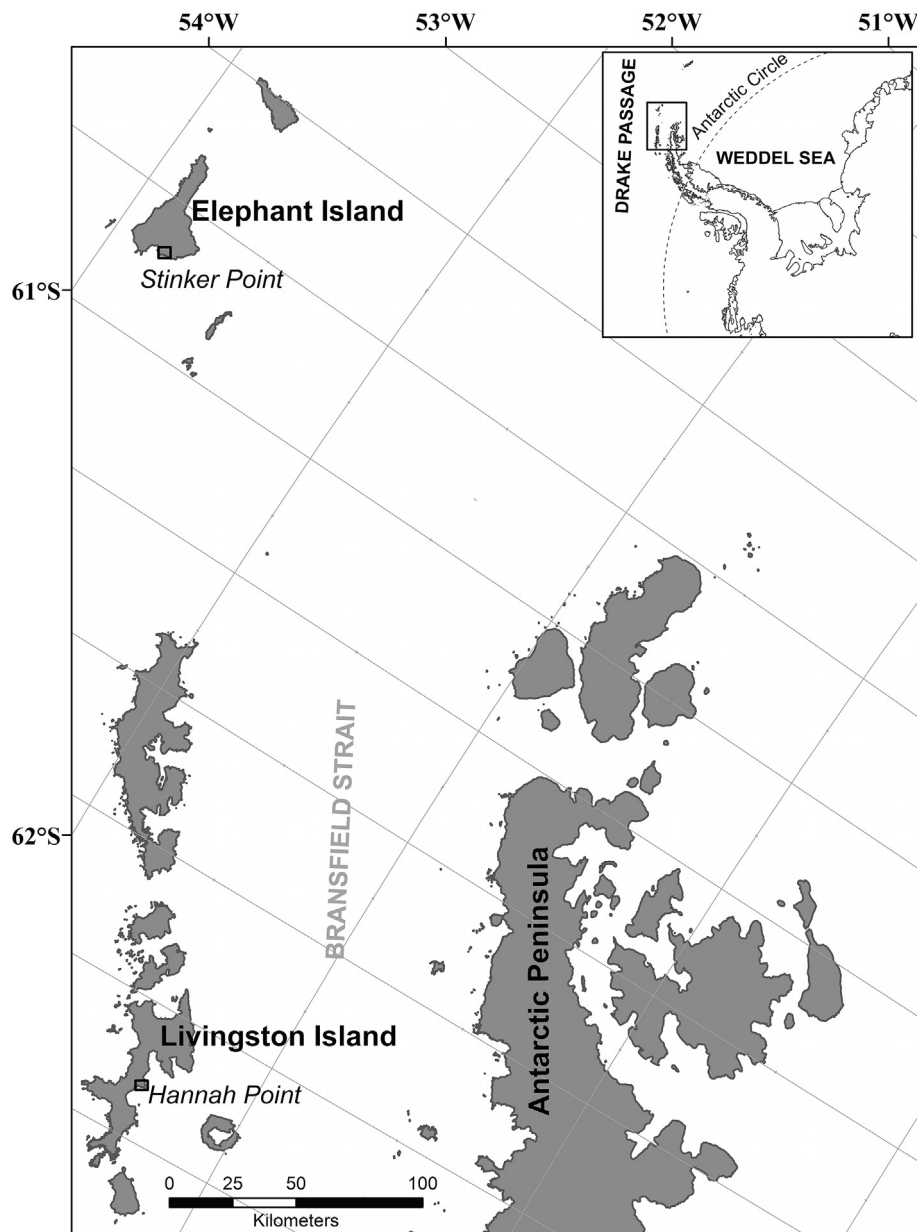 54°W
53°W
52°W
51°W
DRAKE PASSAGE
Antarctic Circle
WEDDEL SEA
Elephant Island
Stinker Point
61°S
BRANSFIELD STRAIT
62°S
Antarctic Peninsula
Livingston Island
Hannah Point
0 25 50 100
Kilometers